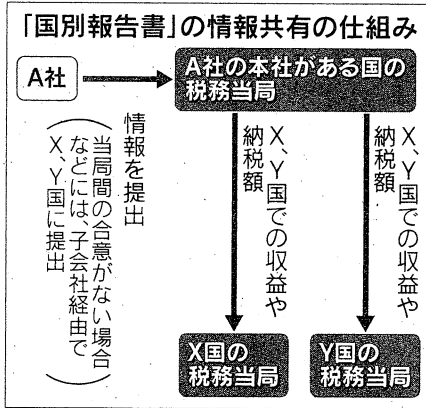 「国別報告書」の情報共有の仕組み
A社
A社の本社がある国の
税務当局
情報を提出
（当局間の合意がない場合
などには、子会社経由で
X、Y国に提出）
X、Y国での収益や
納税額
X、Y国での収益や
納税額
X国の
税務当局
Y国の
税務当局